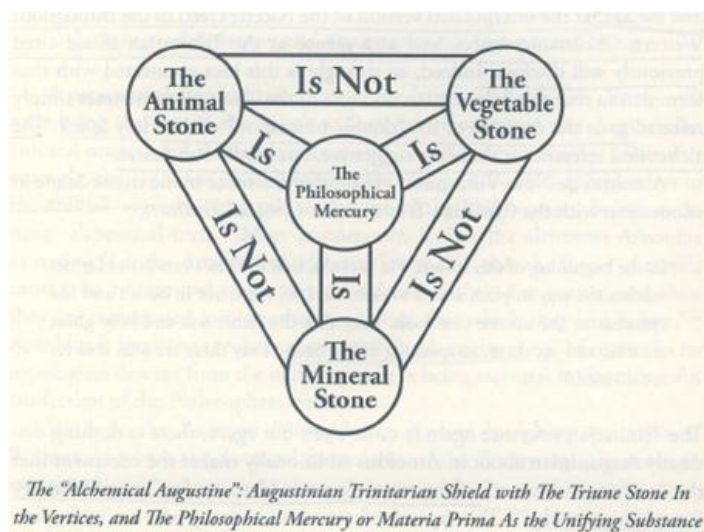 The
Animal
Stone
Is Not
The
Vegetable
Stone
Is
The
Philosophical
Mercury
Is
Is Not
Is
Is Not
The
Mineral
Stone
The "Alchemical Augustine": Augustinian Trinitarian Shield with The Triune Stone In
the Vertices, and The Philosophical Mercury or Materia Prima As the Unifying Substance